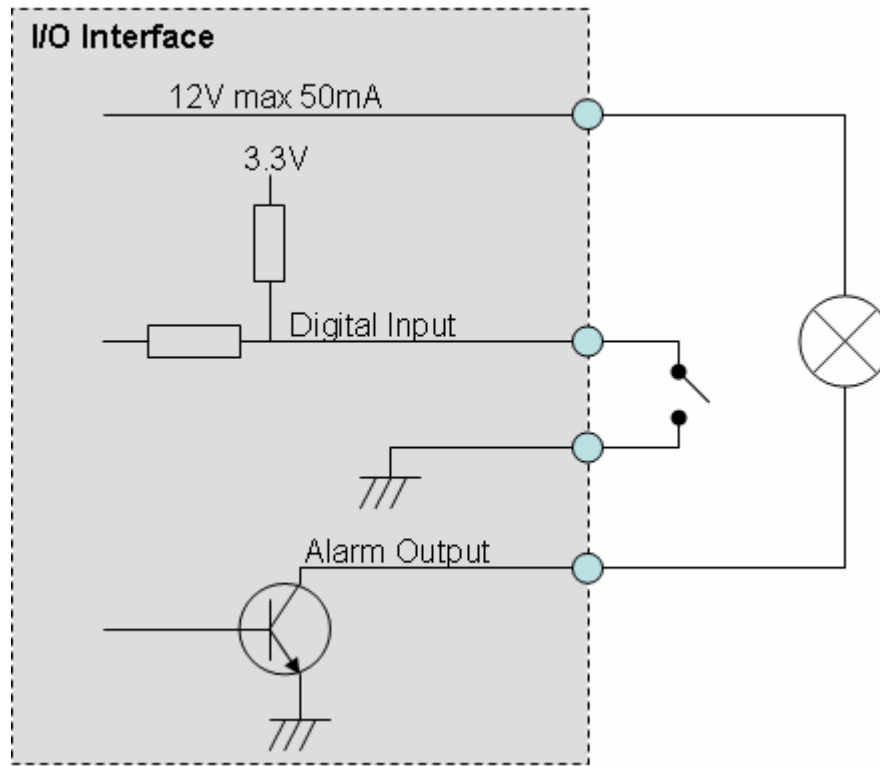 I/O Interface
12V max 50mA
3.3V
Digital Input
Alarm Output